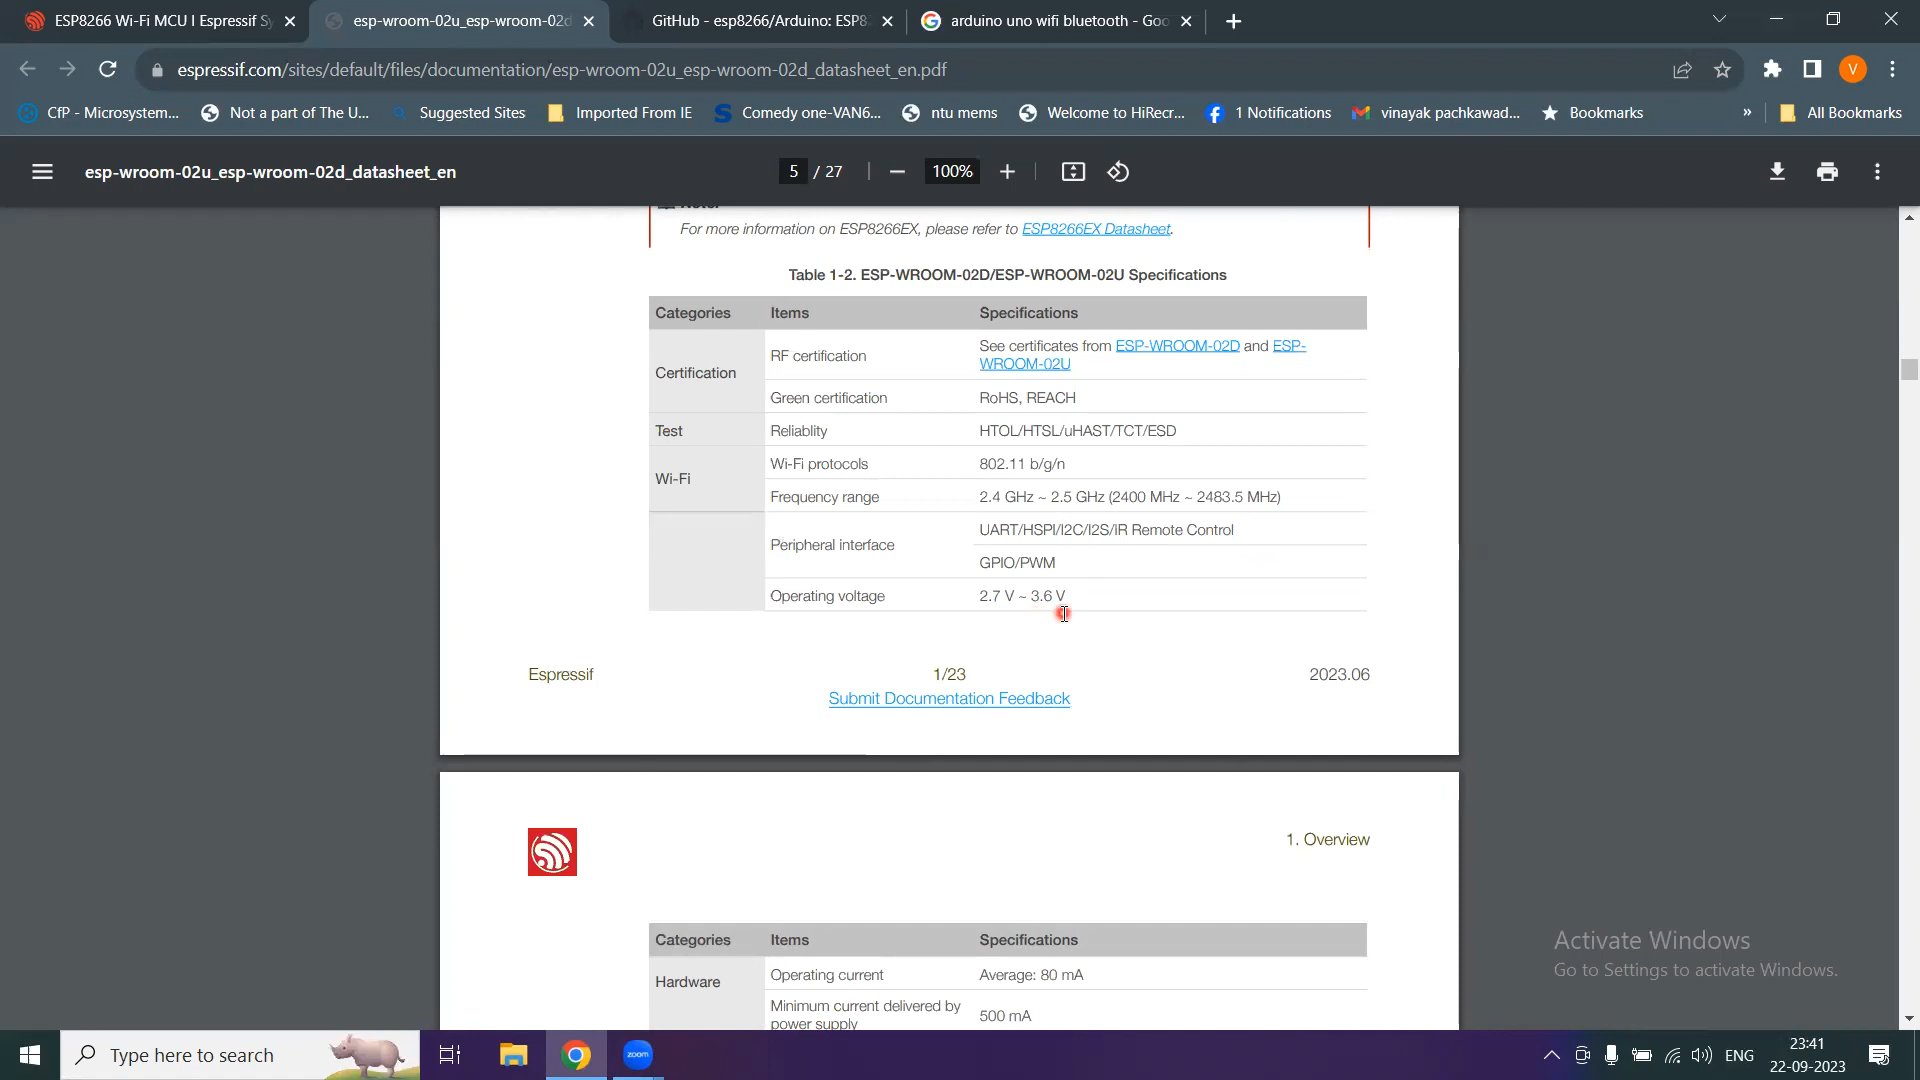 ESP8266 Wi-Fi MCU I Espressif Sy
esp-wroom-02u_esp-wroom-02d
GitHub - esp8266/Arduino: ESP8
arduino uno wifi bluetooth - Goo
espressif.com/sites/default/files/documentation/esp-wroom-02u_esp-wroom-02d_datasheet_en.pdf
V
CfP - Microsystem...
Not a part of The U...
Suggested Sites
Imported From IE
Comedy one-VAN6...
ntu mems
Welcome to HiRecr...
1 Notifications
vinayak pachkawad...
Bookmarks
»
All Bookmarks
esp-wroom-02u_esp-wroom-02d_datasheet_en
5 / 27
100%
For more information on ESP8266EX, please refer to ESP8266EX Datasheet.
Table 1-2. ESP-WROOM-02D/ESP-WROOM-02U Specifications
Categories Items Specifications
Certification
RF certification
See certificates from ESP-WROOM-02D and ESP-
WROOM-02U
Green certification RoHS, REACH
Test Reliablity HTOL/HTSL/uHAST/TCT/ESD
Wi-Fi
Wi-Fi protocols 802.11 b/g/n
Frequency range 2.4 GHz ~ 2.5 GHz (2400 MHz ~ 2483.5 MHz)
Peripheral interface
UART/HSPI/I2C/I2S/IR Remote Control
GPIO/PWM
Operating voltage 2.7 V ~ 3.6 V
Espressif 1/23 2023.06
Submit Documentation Feedback
1. Overview
Categories Items Specifications
Hardware
Operating current Average: 80 mA
Minimum current delivered by
power supply
500 mA
Activate Windows
Go to Settings to activate Windows.
Type here to search
zoom
ENG
23:41
22-09-2023